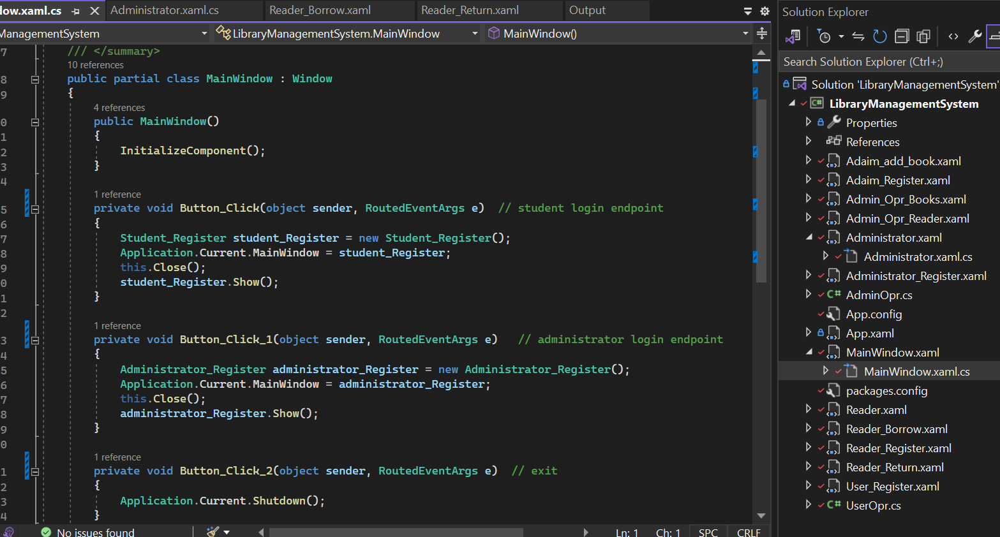 dow.xaml.cs
Administrator.xaml.cs
Reader_Borrow.xaml
Reader_Return.xaml
Output
ManagementSystem
LibraryManagementSystem.MainWindow
MainWindow()
7 /// </summary>
10 references
8 public partial class MainWindow : Window
9 {
4 references
0 public MainWindow()
1 {
2 InitializeComponent();
3 }
4
1 reference
5 private void Button_Click(object sender, RoutedEventArgs e)  // student login endpoint
6 {
7 Student_Register student_Register = new Student_Register();
8 Application.Current.MainWindow = student_Register;
9 this.Close();
0 student_Register.Show();
1 }
2
1 reference
3 private void Button_Click_1(object sender, RoutedEventArgs e)   // administrator login endpoint
4 {
5 Administrator_Register administrator_Register = new Administrator_Register();
6 Application.Current.MainWindow = administrator_Register;
7 this.Close();
8 administrator_Register.Show();
9 }
0
1 reference
1 private void Button_Click_2(object sender, RoutedEventArgs e)  // exit
2 {
3 Application.Current.Shutdown();
4 }
No issues found
Ln: 1
Ch: 1
SPC
CRLF
Solution Explorer
Search Solution Explorer (Ctrl+;)
Solution 'LibraryManagementSystem'
C# LibraryManagementSystem
Properties
References
Adaim_add_book.xaml
Adaim_Register.xaml
Admin_Opr_Books.xaml
Admin_Opr_Reader.xaml
Administrator.xaml
Administrator.xaml.cs
Administrator_Register.xaml
C# AdminOpr.cs
App.config
App.xaml
MainWindow.xaml
MainWindow.xaml.cs
packages.config
Reader.xaml
Reader_Borrow.xaml
Reader_Register.xaml
Reader_Return.xaml
User_Register.xaml
C# UserOpr.cs